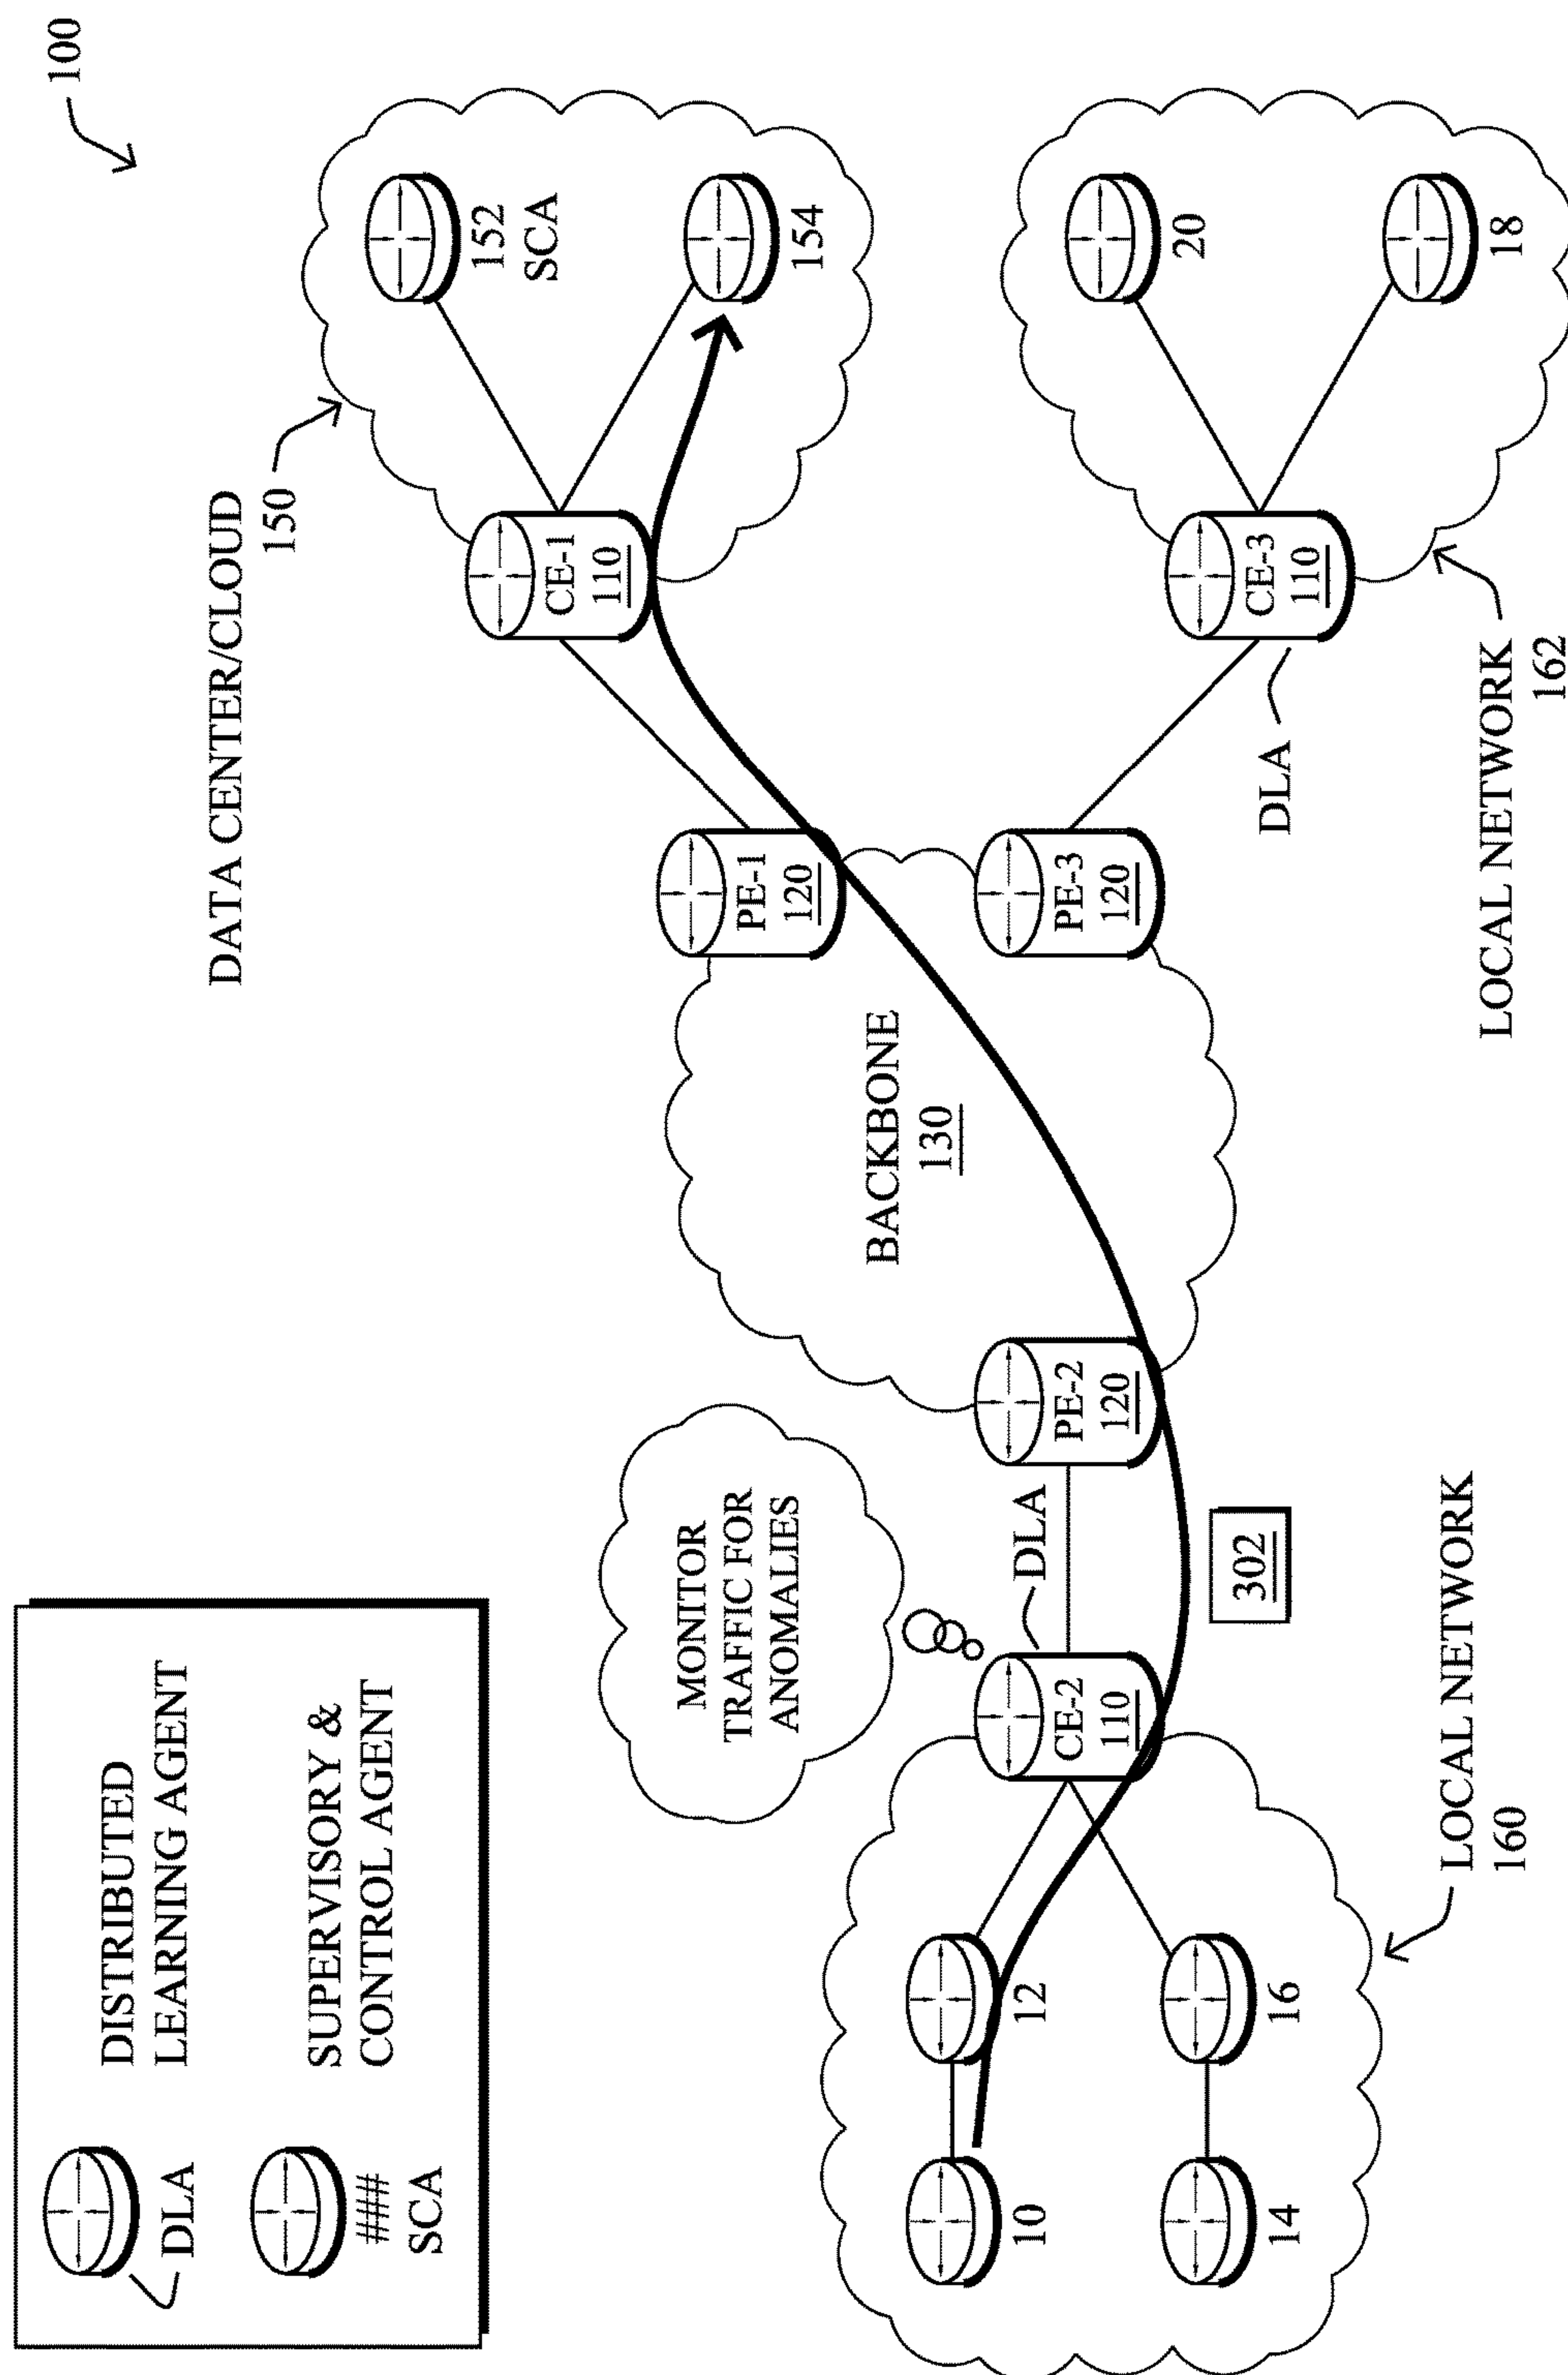 100
DISTRIBUTED
LEARNING AGENT
DLA
SUPERVISORY &
CONTROL AGENT
###
SCA
DATA CENTER/CLOUD
150
152
SCA
154
CE-1
110
PE-1
120
BACKBONE
130
MONITOR
TRAFFIC FOR
ANOMALIES
10
12
14
16
CE-2
110
DLA
PE-2
120
PE-3
120
CE-3
110
DLA
20
18
302
LOCAL NETWORK
160
LOCAL NETWORK
162